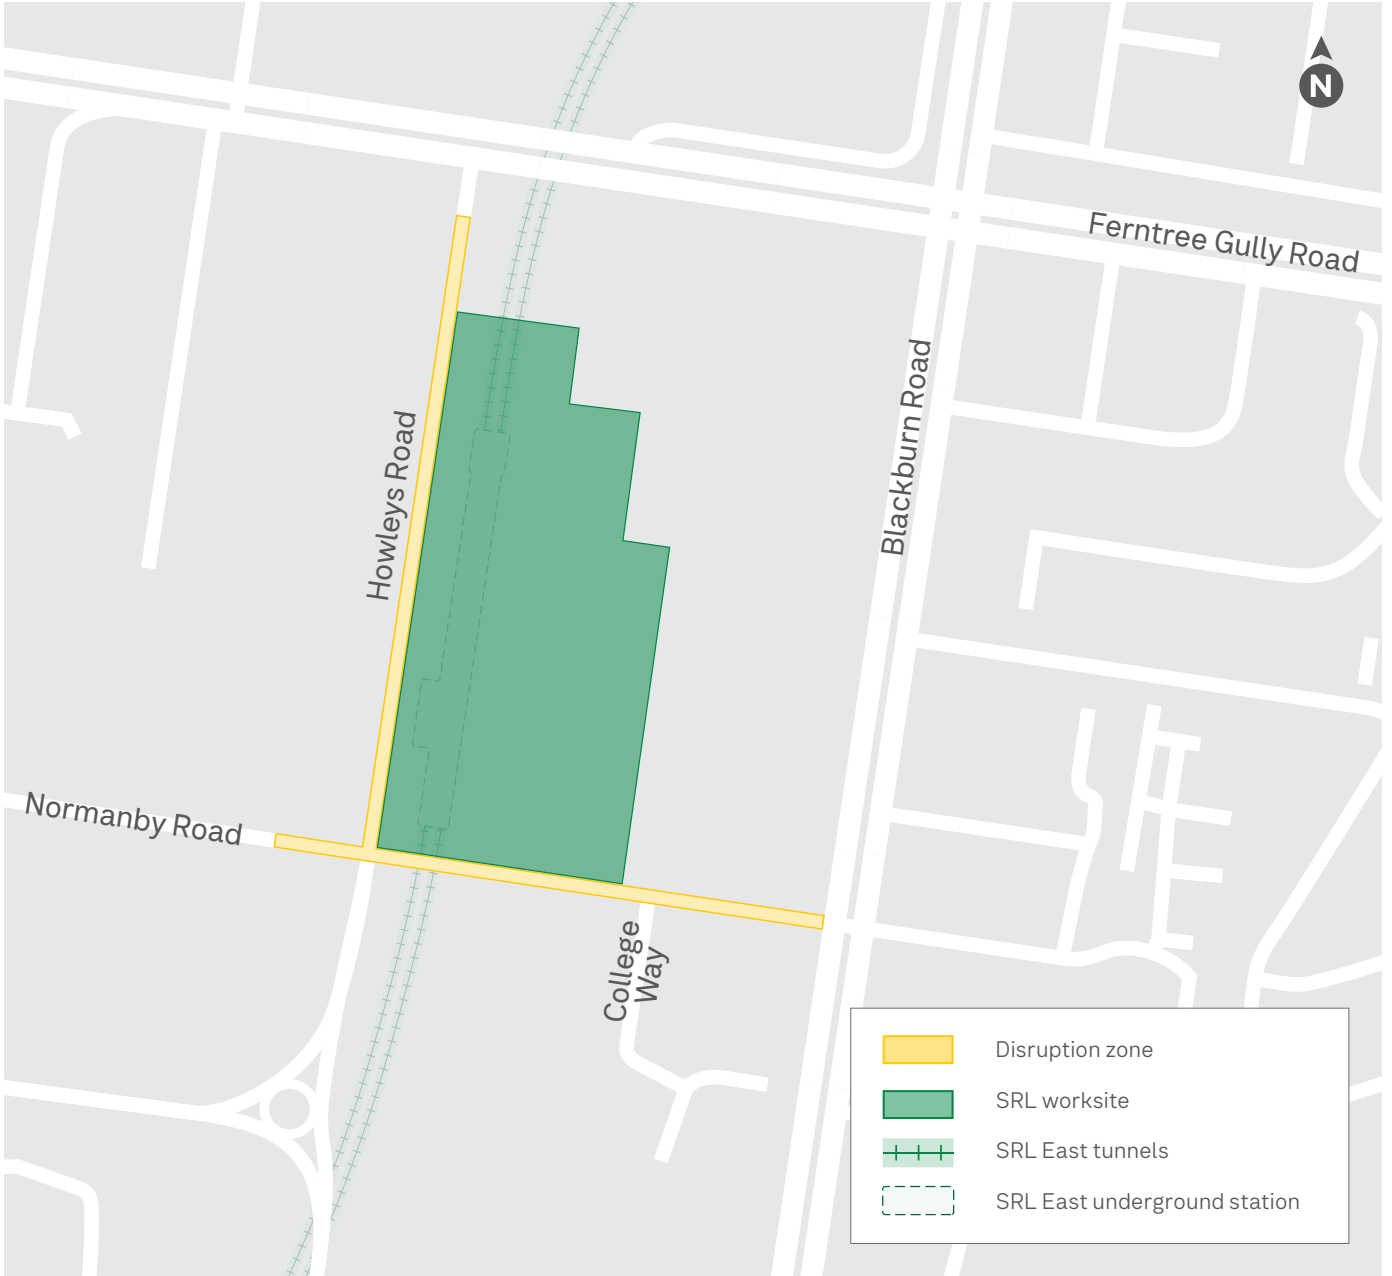 N
Ferntree Gully Road
Blackburn Road
Howleys Road
Normanby Road
College
Way
Disruption zone
SRL worksite
SRL East tunnels
SRL East underground station